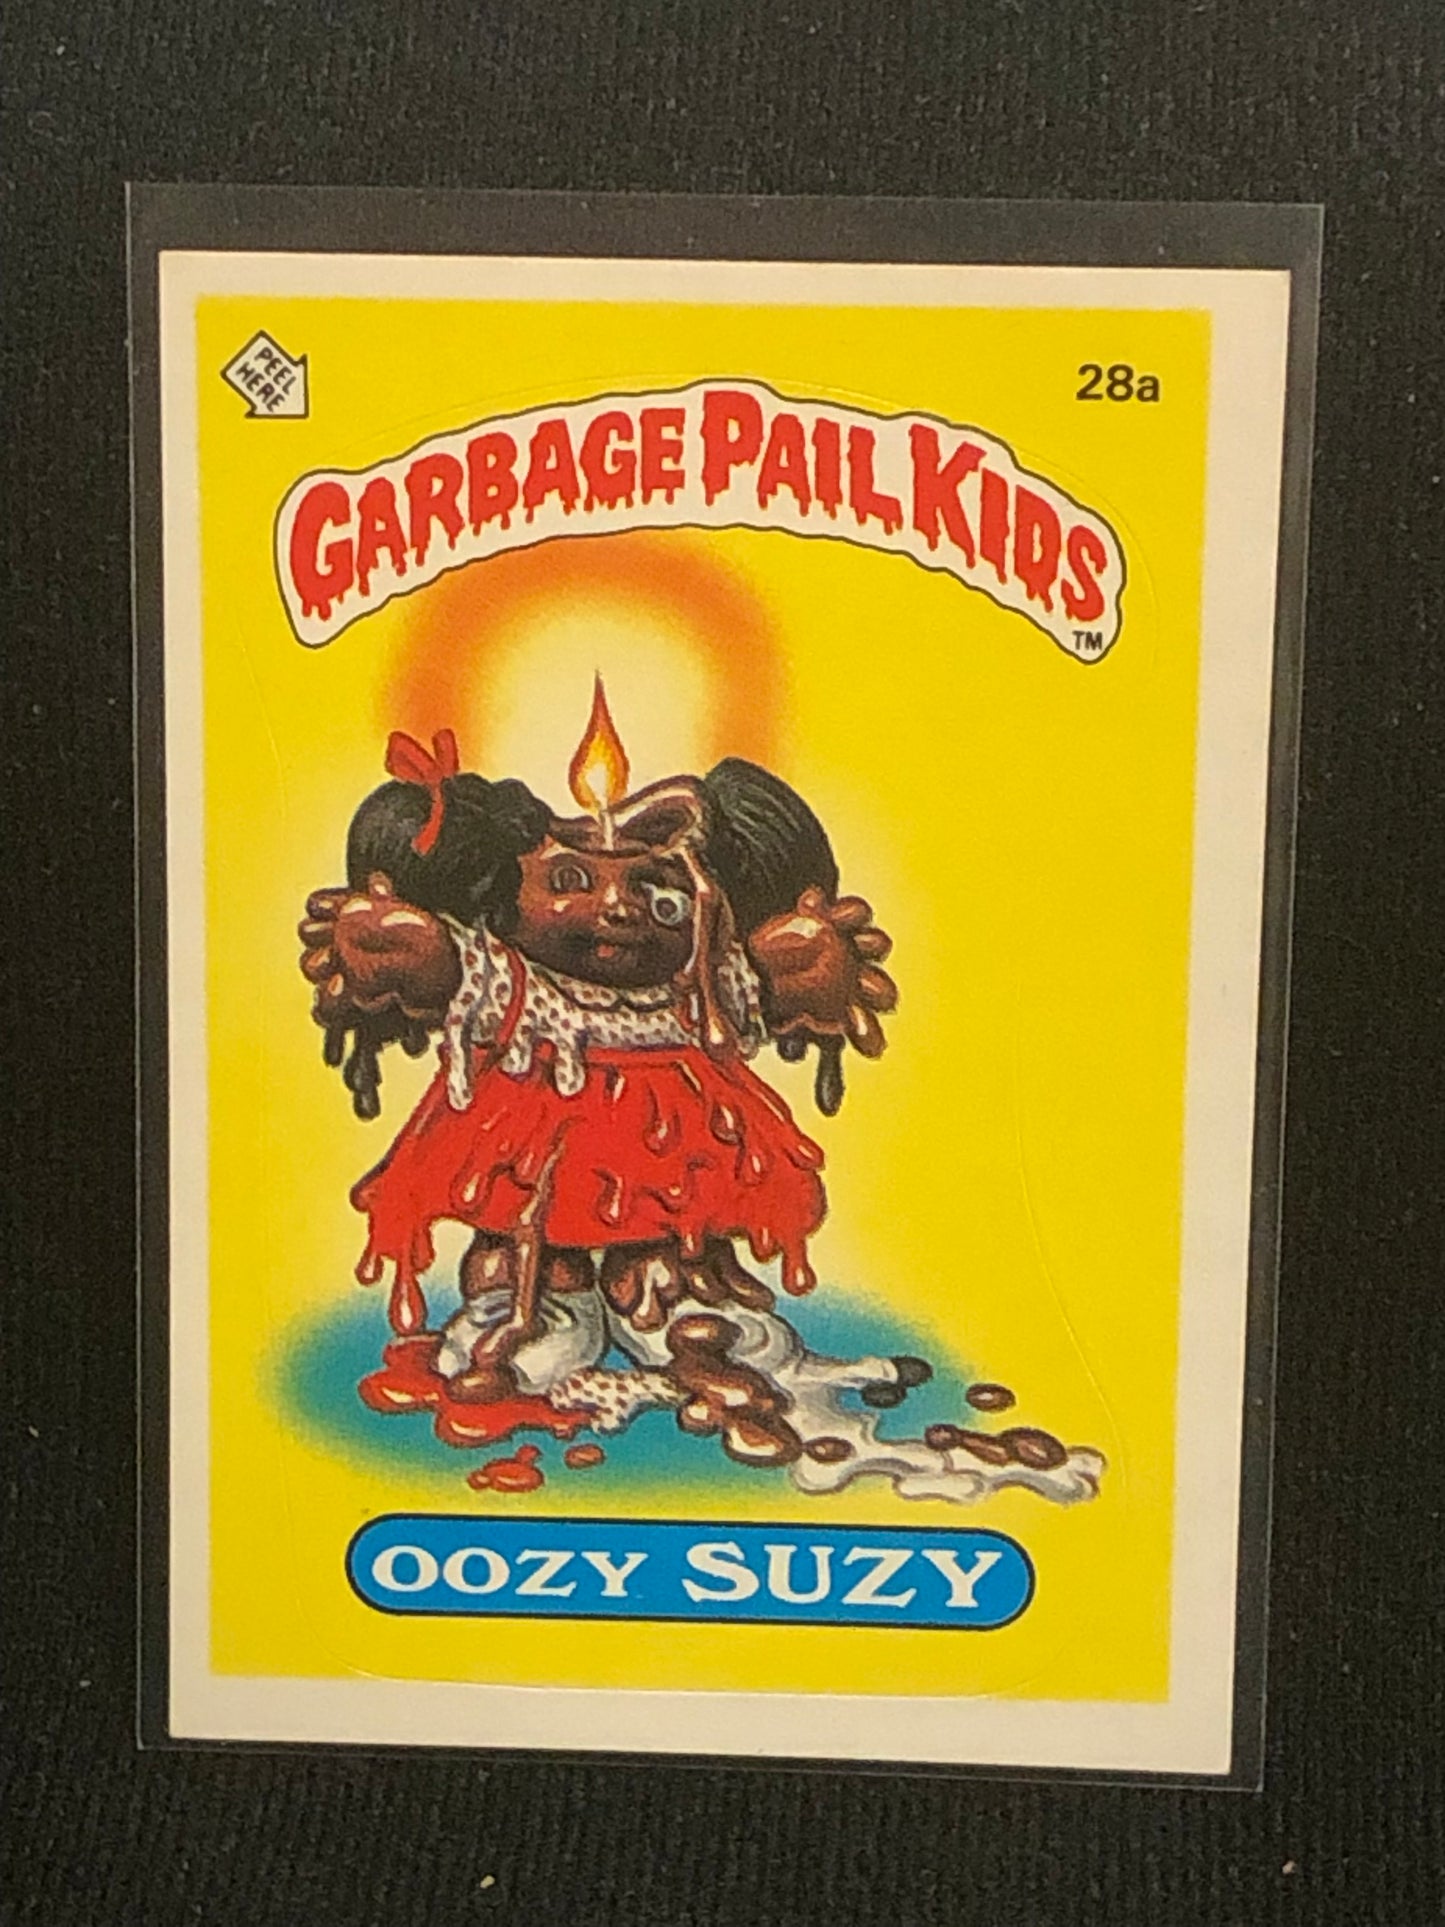 PEEL
HERE
28a
GARBAGE PAIL KIDS
TM
OOZY SUZY